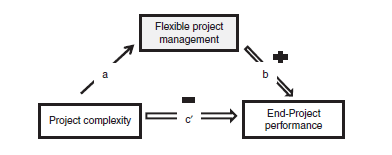 Flexible project
management
a
b
Project complexity
c′
End-Project
performance